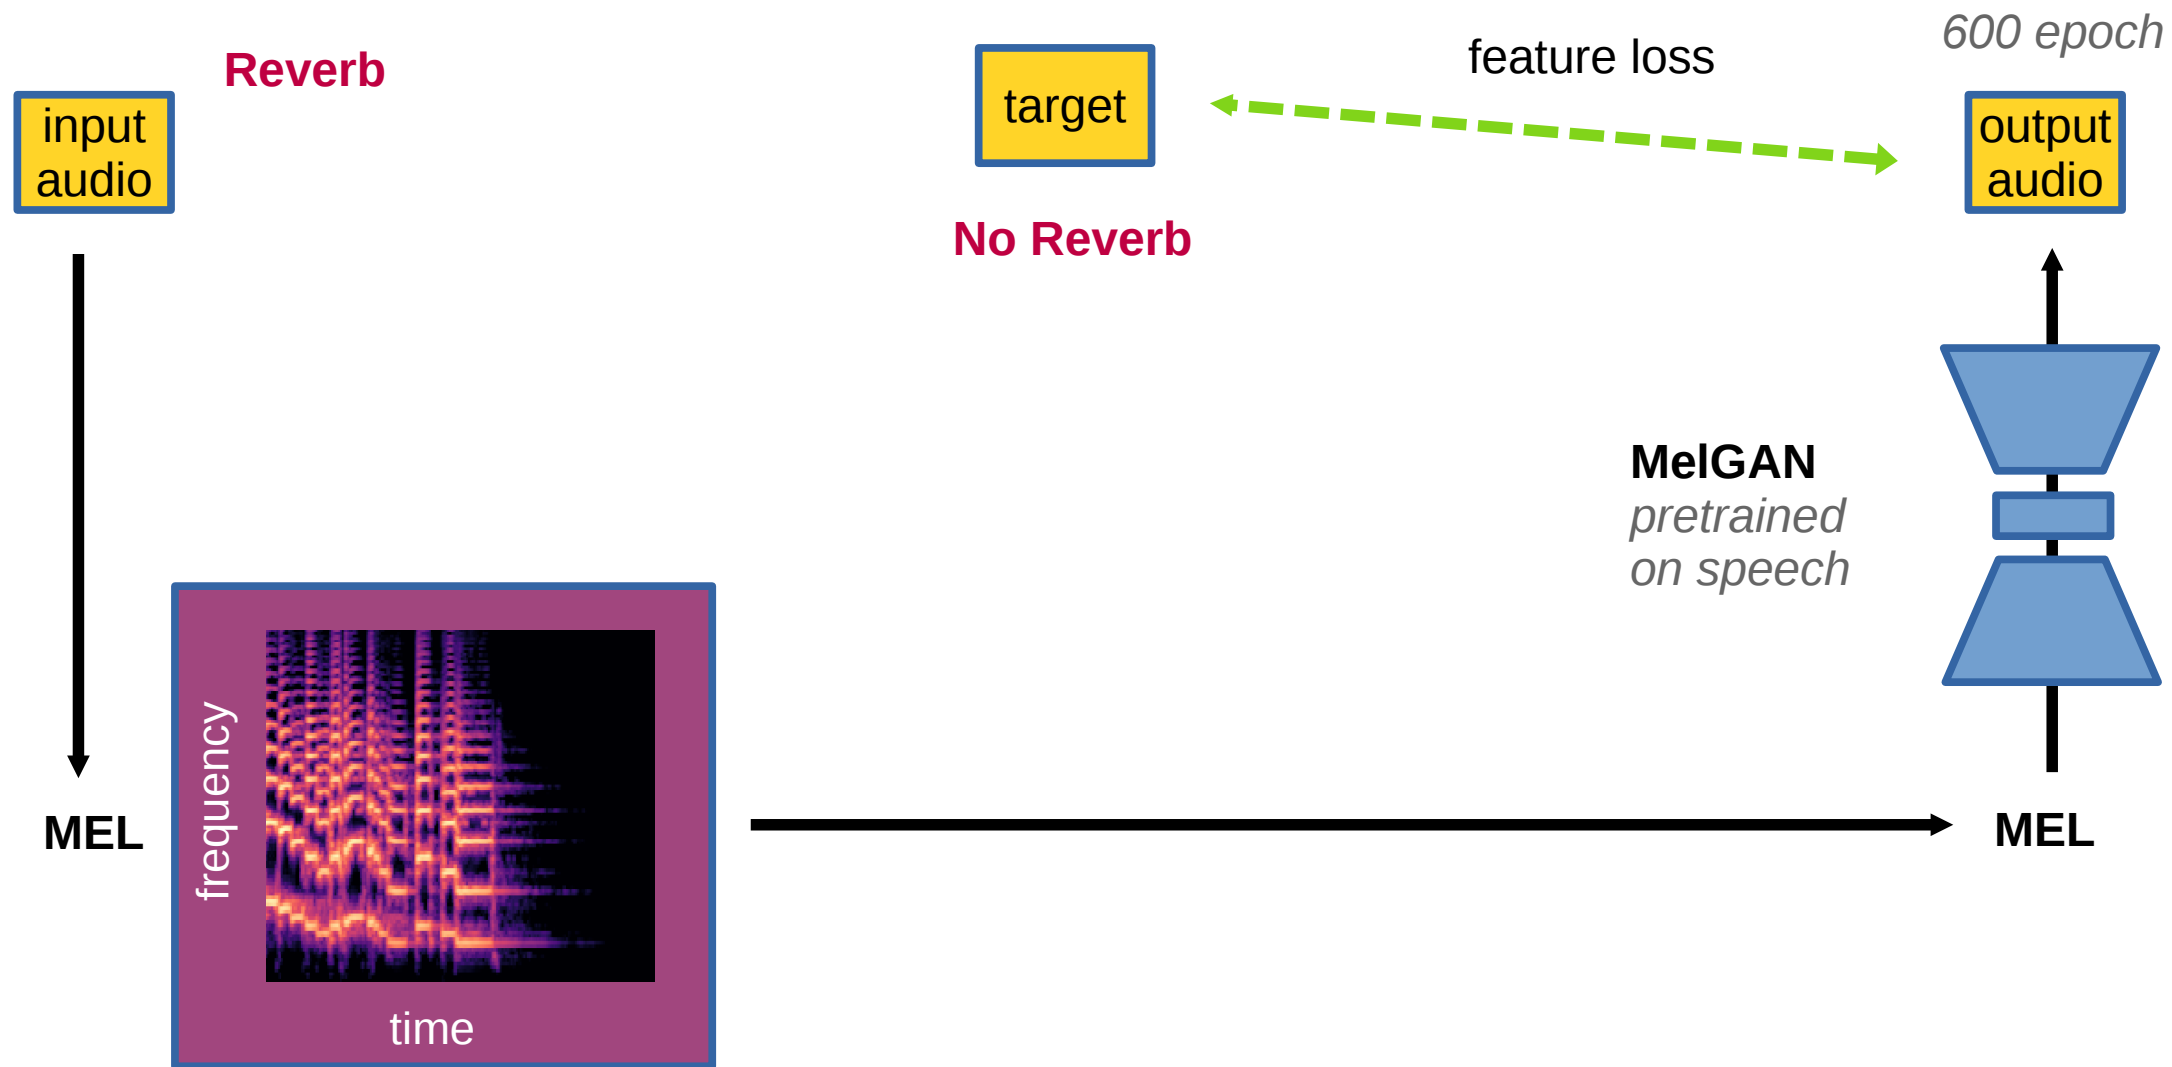 Reverb
input
audio
target
No Reverb
feature loss
600 epoch
output
audio
MelGAN
pretrained
on speech
MEL
frequency
time
MEL